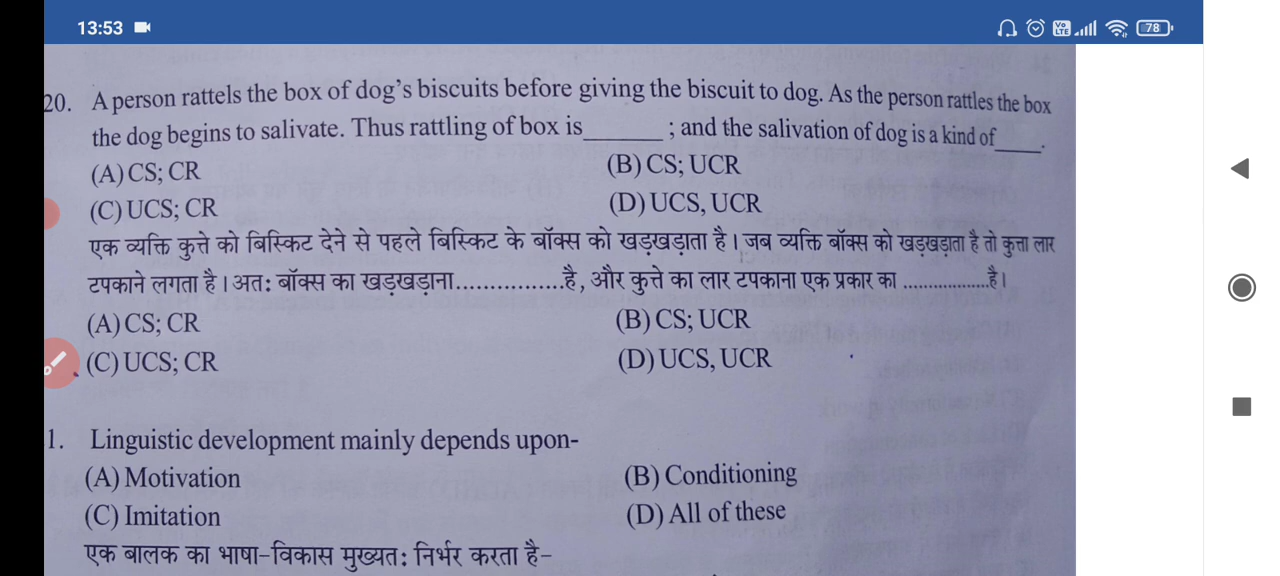 13:53
Vo LTE 78
20. A person rattels the box of dog's biscuits before giving the biscuit to dog. As the person rattles the box
the dog begins to salivate. Thus rattling of box is______ ; and the salivation of dog is a kind of____.
(A) CS; CR (B) CS; UCR
(C) UCS; CR (D) UCS, UCR
एक व्यक्ति कुत्ते को बिस्किट देने से पहले बिस्किट के बॉक्स को खड़खड़ाता है। जब व्यक्ति बॉक्स को खड़खड़ाता है तो कुत्ता लार
टपकाने लगता है। अतः बॉक्स का खड़खड़ाना................है, और कुत्ते का लार टपकाना एक प्रकार का .................है।
(A) CS; CR (B) CS; UCR
(C) UCS; CR (D) UCS, UCR
1. Linguistic development mainly depends upon-
(A) Motivation (B) Conditioning
(C) Imitation (D) All of these
एक बालक का भाषा-विकास मुख्यतः निर्भर करता है-